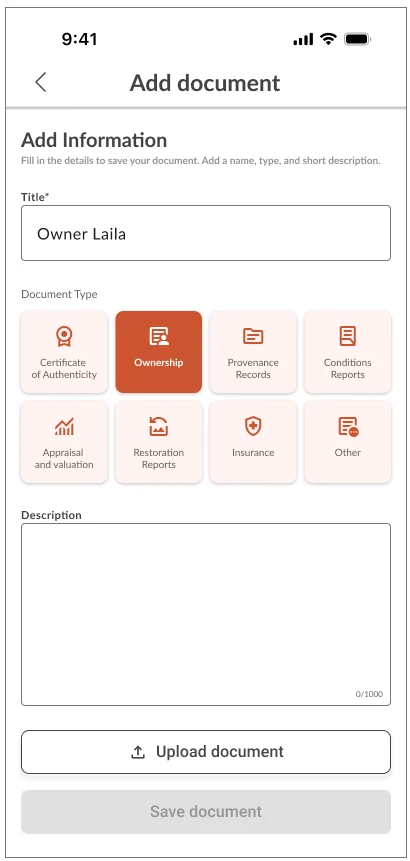 9:41
Add document
Add Information
Fill in the details to save your document. Add a name, type, and short description.
Title*
Owner Laila
Document Type
Certificate
of Authenticity
Ownership
Provenance
Records
Conditions
Reports
Appraisal
and valuation
Restoration
Reports
Insurance
Other
Description
0/1000
Upload document
Save document